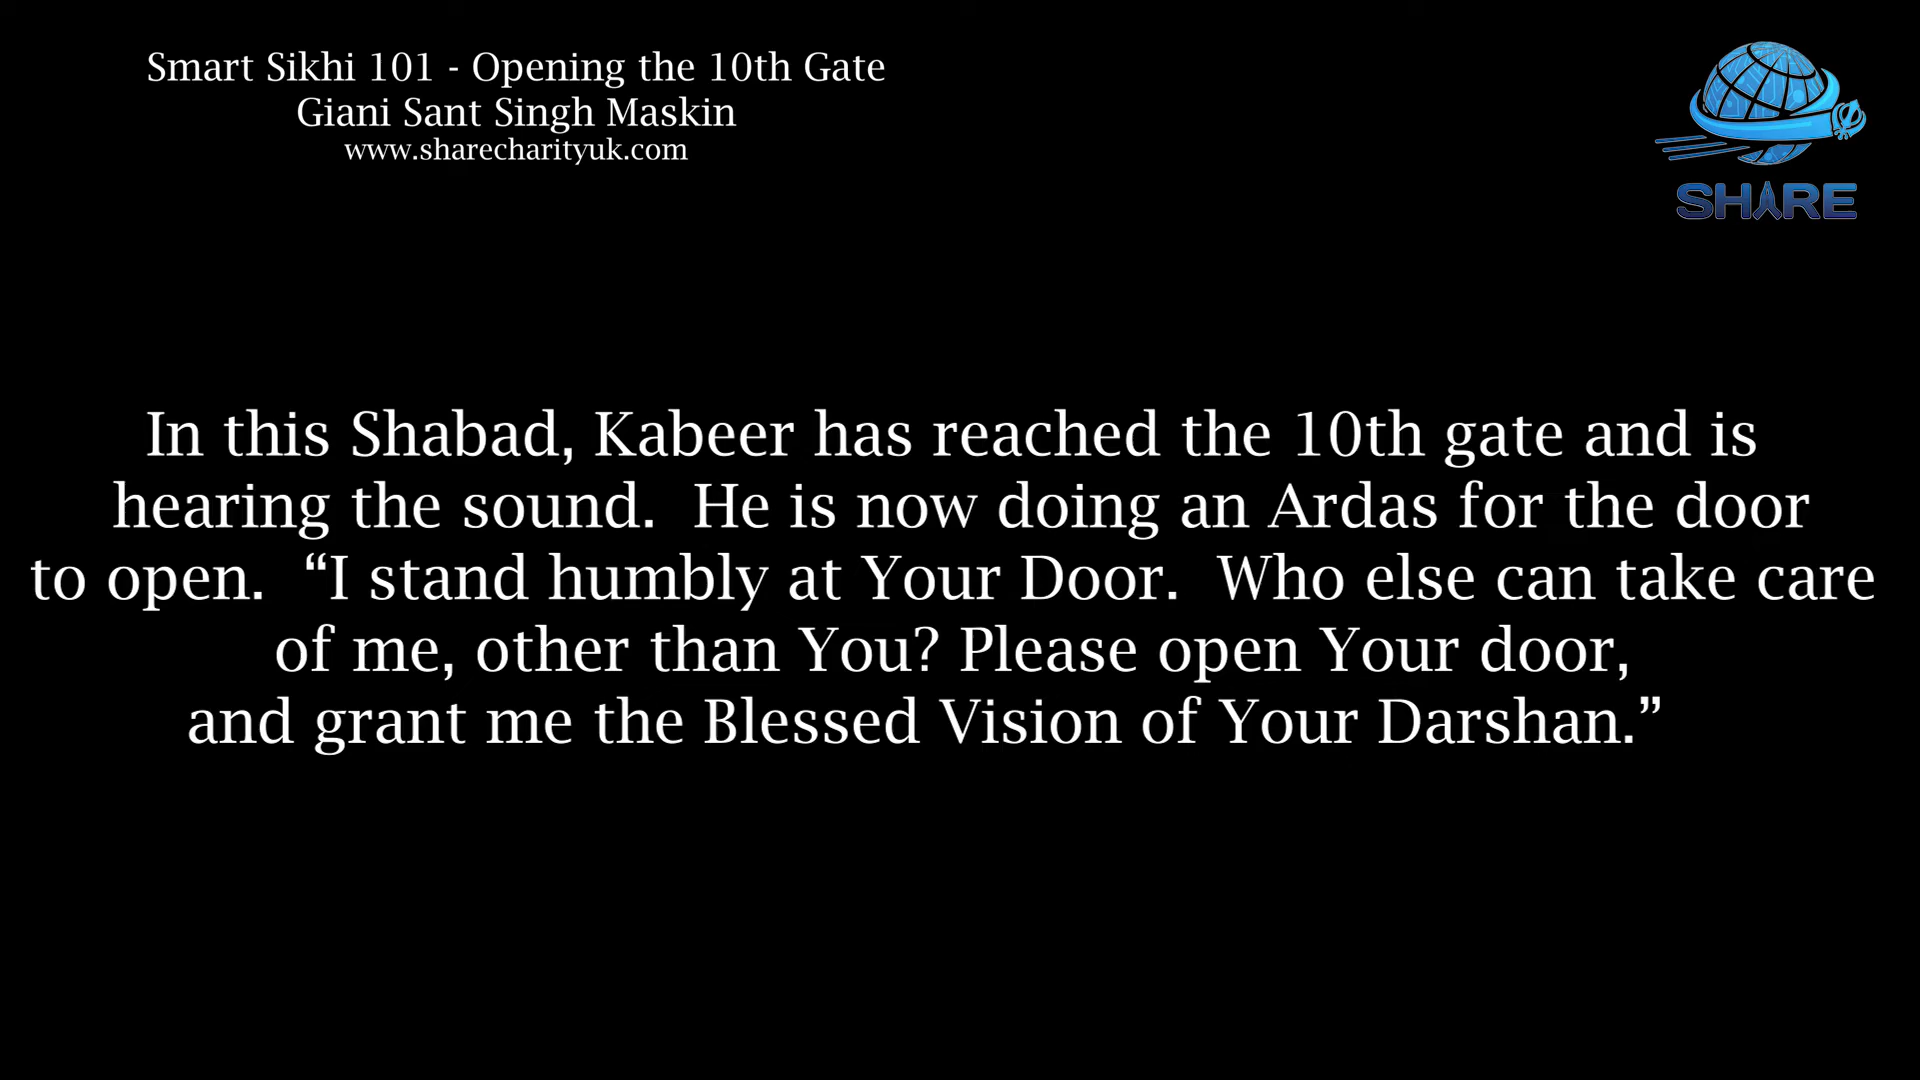 Smart Sikhi 101 - Opening the 10th Gate
Giani Sant Singh Maskin
www.sharecharityuk.com
SHARE
In this Shabad, Kabeer has reached the 10th gate and is
hearing the sound.  He is now doing an Ardas for the door
to open.  “I stand humbly at Your Door.  Who else can take care
of me, other than You? Please open Your door,
and grant me the Blessed Vision of Your Darshan.”